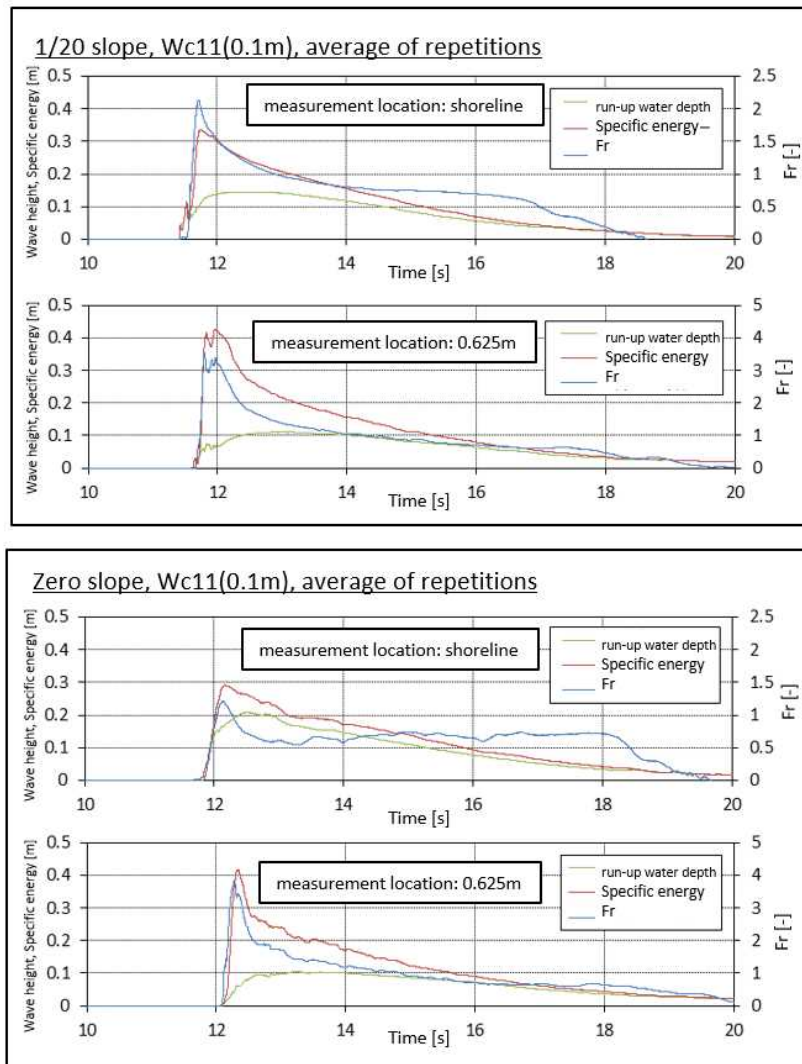 1/20 slope, Wc11(0.1m), average of repetitions
Wave height, Specific energy [m]
0.5
0.4
0.3
0.2
0.1
0
measurement location: shoreline
run-up water depth
Specific energy
Fr
2.5
2
1.5
1
0.5
0
Fr [-]
10 12 14 16 18 20
Time [s]
Wave height, Specific energy [m]
0.5
0.4
0.3
0.2
0.1
0
measurement location: 0.625m
run-up water depth
Specific energy
Fr
5
4
3
2
1
0
Fr [-]
10 12 14 16 18 20
Time [s]
Zero slope, Wc11(0.1m), average of repetitions
Wave height, Specific energy [m]
0.5
0.4
0.3
0.2
0.1
0
measurement location: shoreline
run-up water depth
Specific energy
Fr
2.5
2
1.5
1
0.5
0
Fr [-]
10 12 14 16 18 20
Time [s]
Wave height, Specific energy [m]
0.5
0.4
0.3
0.2
0.1
0
measurement location: 0.625m
run-up water depth
Specific energy
Fr
5
4
3
2
1
0
Fr [-]
10 12 14 16 18 20
Time [s]